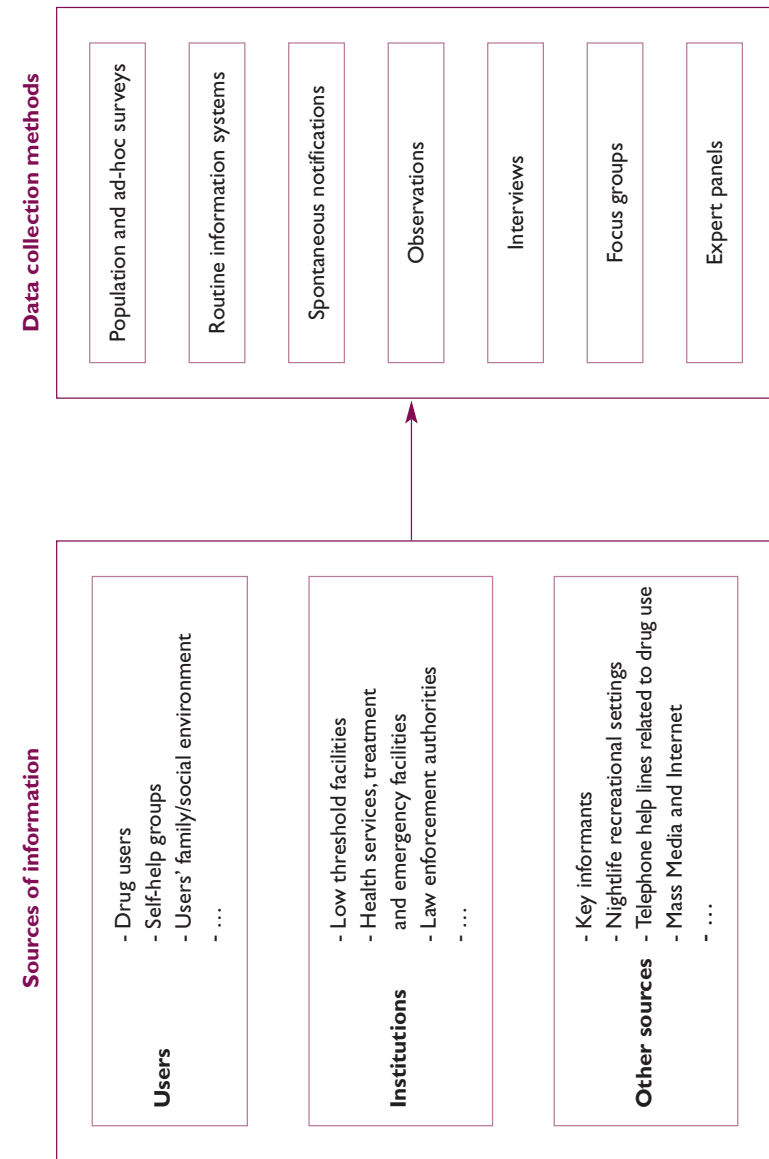 Sources of information
Users
- Drug users
- Self-help groups
- Users’ family/social environment
- …
Institutions
- Low threshold facilities
- Health services, treatment
and emergency facilities
- Law enforcement authorities
- …
Other sources
- Key informants
- Nightlife recreational settings
- Telephone help lines related to drug use
- Mass Media and Internet
- …
Data collection methods
Population and ad-hoc surveys
Routine information systems
Spontaneous notifications
Observations
Interviews
Focus groups
Expert panels